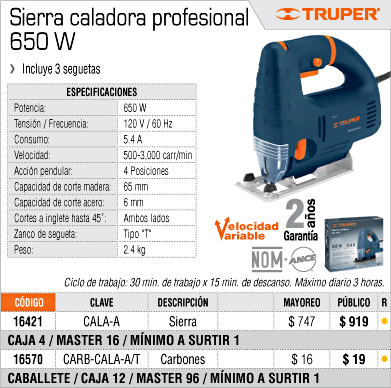 Sierra caladora profesional
650 W
TRUPER®
❯ Incluye 3 seguetas
ESPECIFICACIONES
Potencia: 650 W
Tensión / Frecuencia: 120 V / 60 Hz
Consumo: 5.4 A
Velocidad: 500-3,000 carr/min
Acción pendular: 4 Posiciones
Capacidad de corte madera: 65 mm
Capacidad de corte acero: 6 mm
Cortes a inglete hasta 45˚: Ambos lados
Zanco de segueta: Tipo "T"
Peso: 2.4 kg
TRUPER
Velocidad Variable
2 años
Garantía
NOM-ANCE
TRUPER
650 W 5.4 A
Ciclo de trabajo: 30 min. de trabajo x 15 min. de descanso. Máximo diario 3 horas.
CÓDIGO CLAVE DESCRIPCIÓN MAYOREO PÚBLICO R
16421 CALA-A Sierra $ 747 $ 919
CAJA 4 / MASTER 16 / MÍNIMO A SURTIR 1
16570 CARB-CALA-A/T Carbones $ 16 $ 19
CABALLETE / CAJA 12 / MASTER 96 / MÍNIMO A SURTIR 1